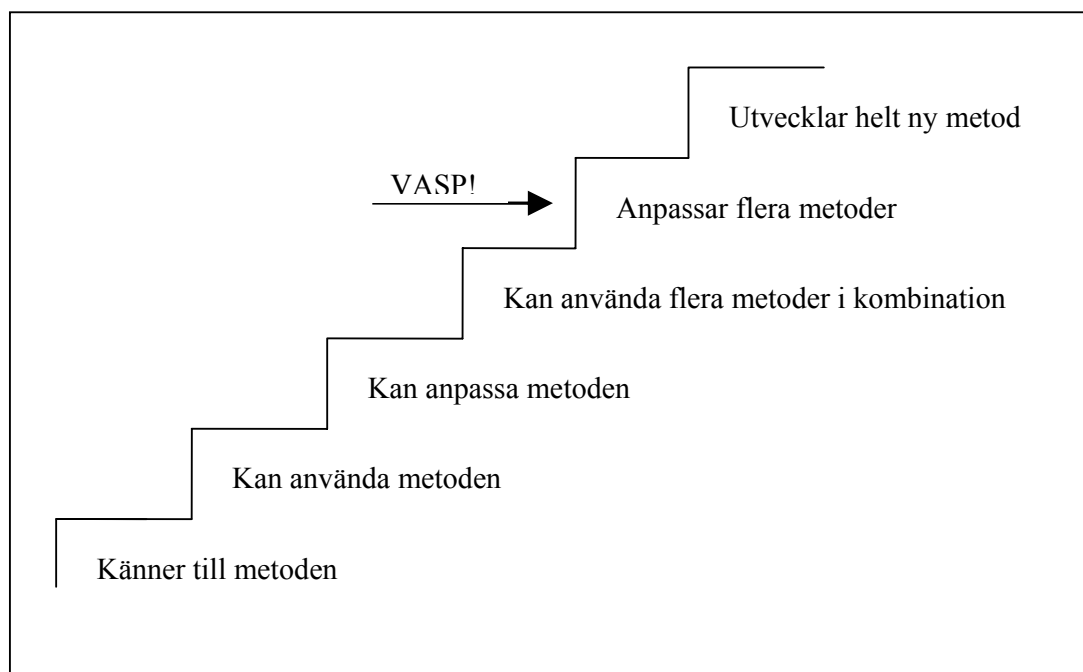 Utvecklar helt ny metod
VASP!
Anpassar flera metoder
Kan använda flera metoder i kombination
Kan anpassa metoden
Kan använda metoden
Känner till metoden